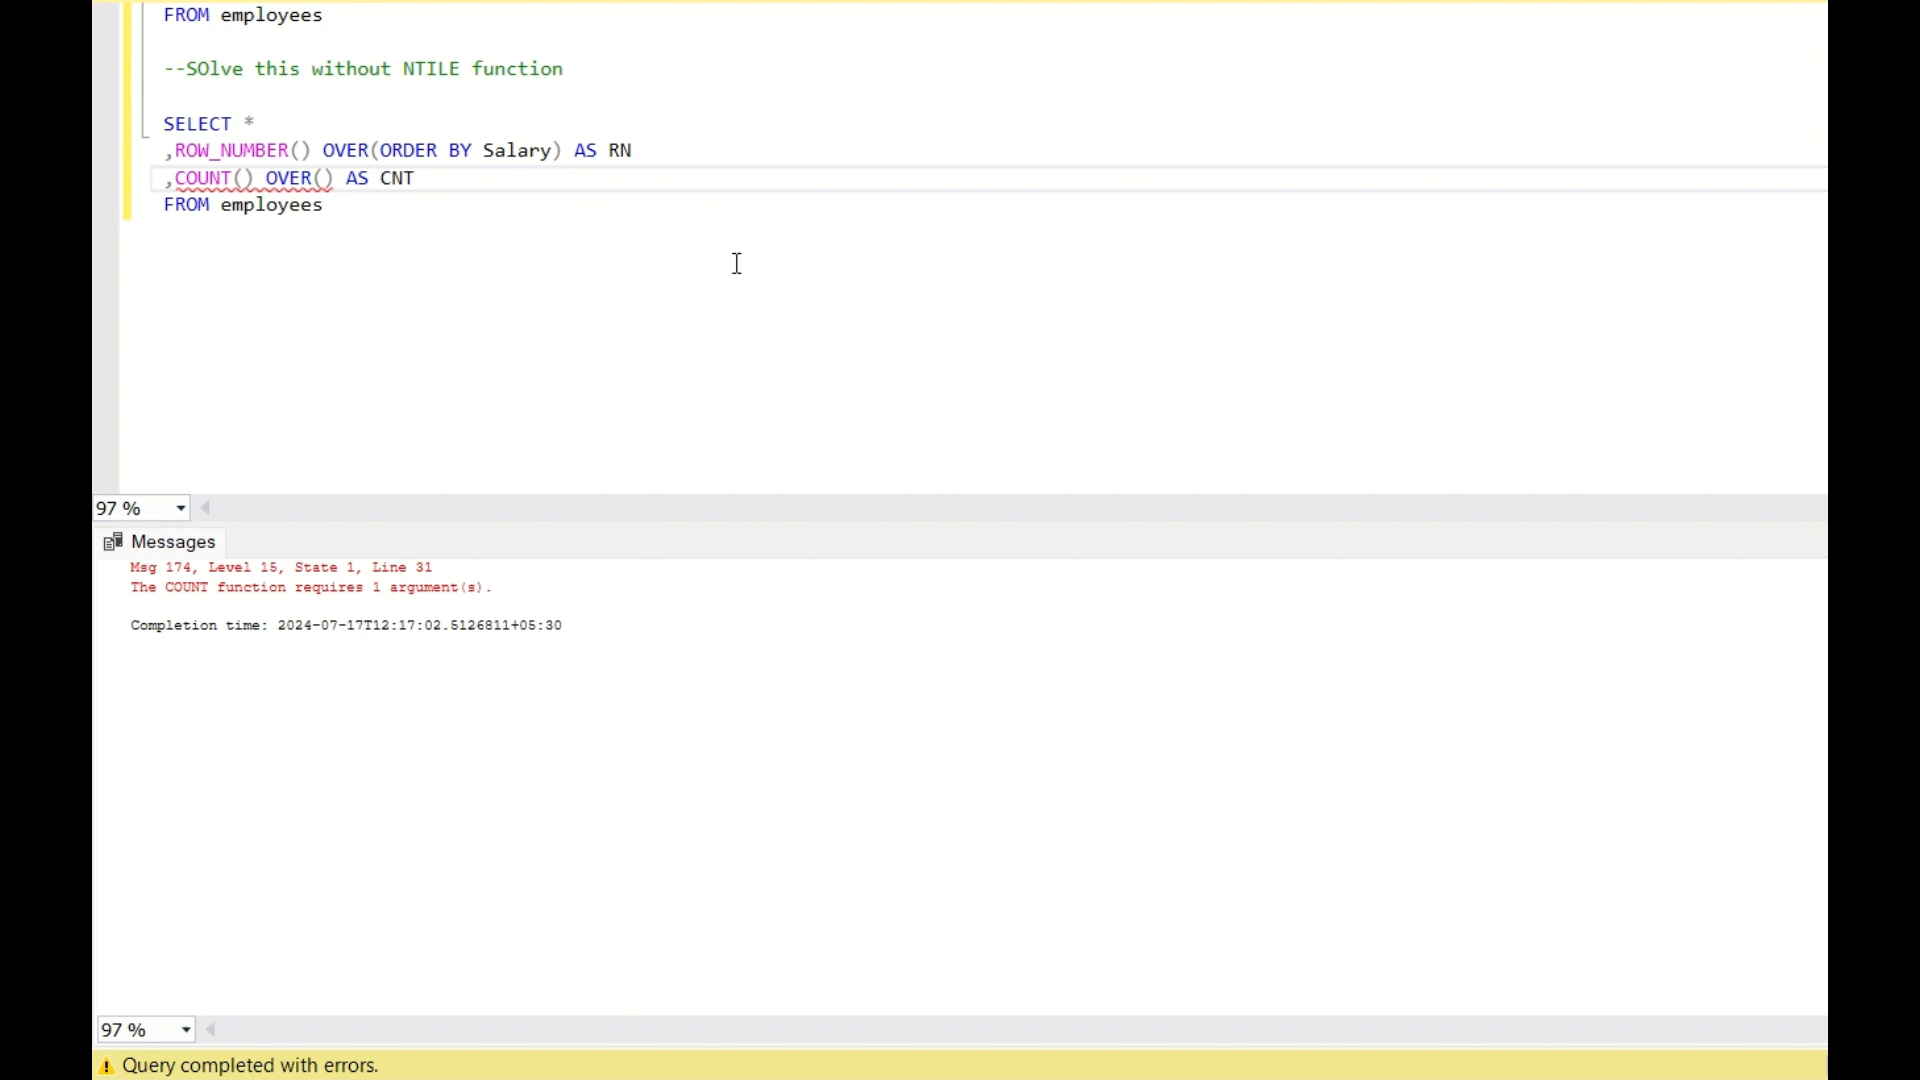 FROM employees
--SOlve this without NTILE function
SELECT *
,ROW_NUMBER() OVER(ORDER BY Salary) AS RN
,COUNT() OVER() AS CNT
FROM employees
97 %
Messages
Msg 174, Level 15, State 1, Line 31
The COUNT function requires 1 argument(s).
Completion time: 2024-07-17T12:17:02.5126811+05:30
97 %
Query completed with errors.